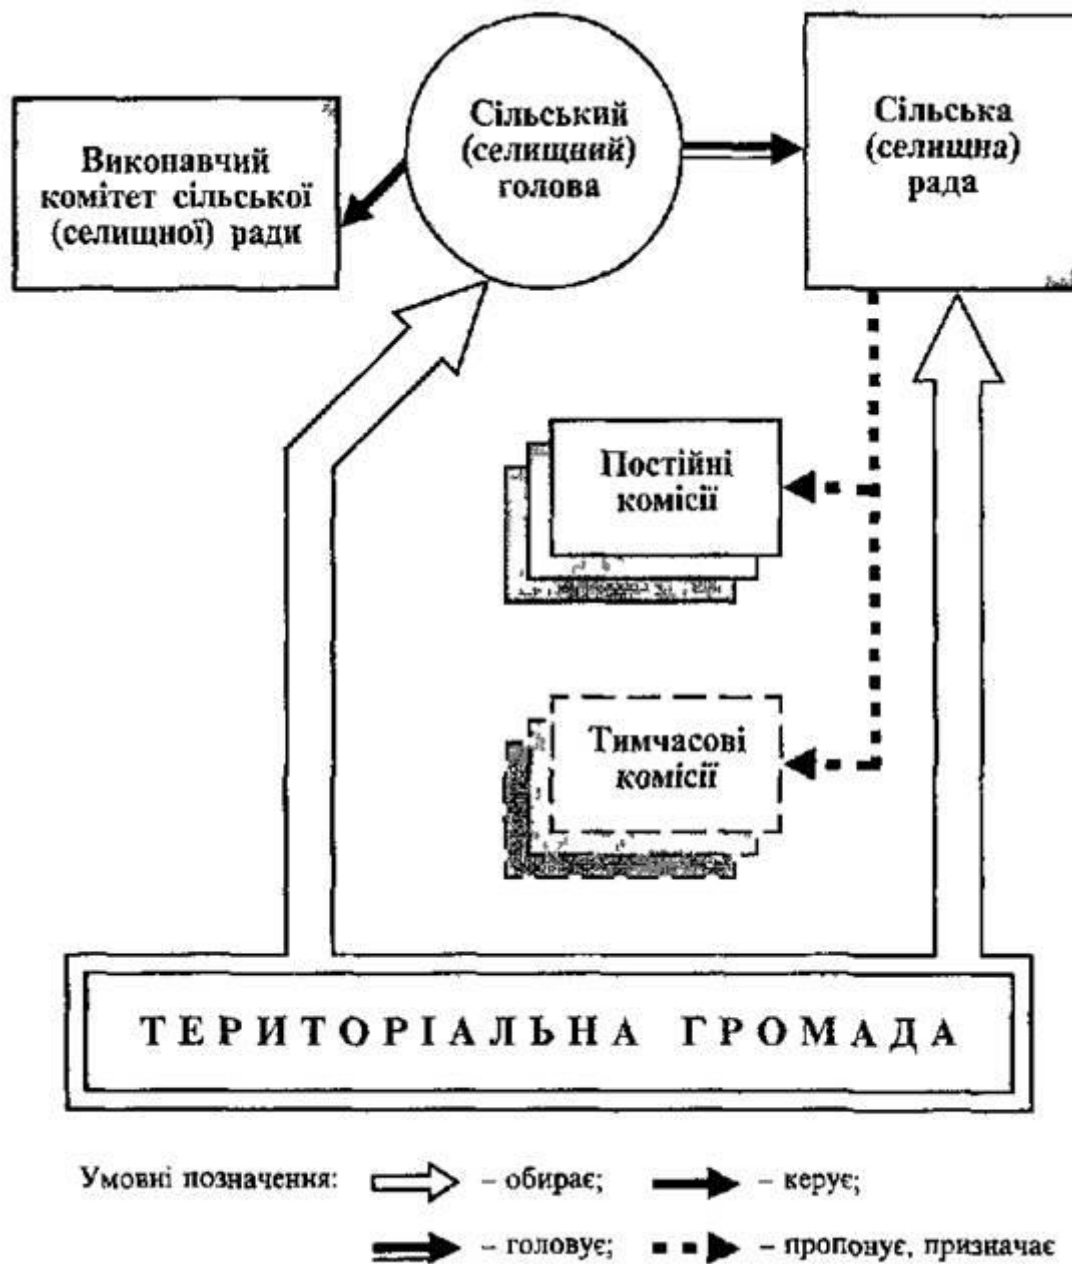 Виконавчий
комітет сільської
(селищної) ради
Сільський
(селищний)
голова
Сільська
(селищна)
рада
Постійні
комісії
Тимчасові
комісії
ТЕРИТОРІАЛЬНА ГРОМАДА
Умовні позначення:
– обирає;
– керує;
– головує;
– пропонує, призначає